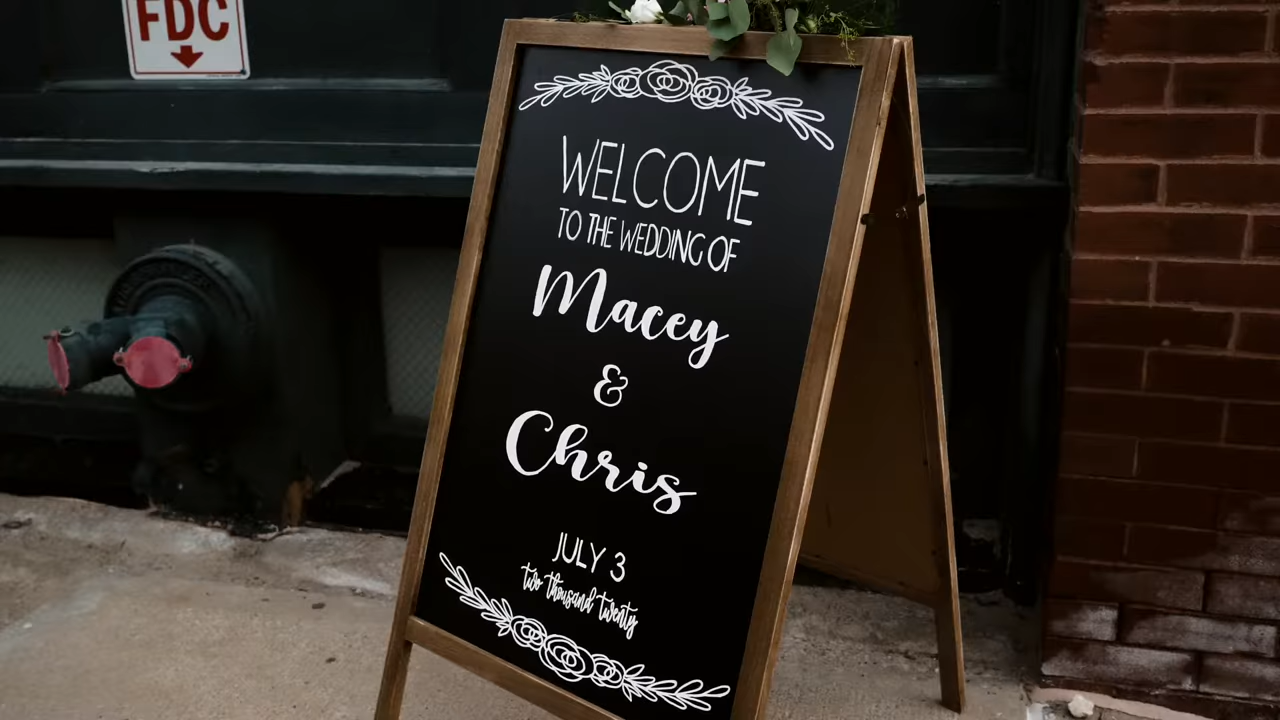 FDC
WELCOME
TO THE WEDDING OF
Macey
&
Chris
JULY 3
two thousand twenty